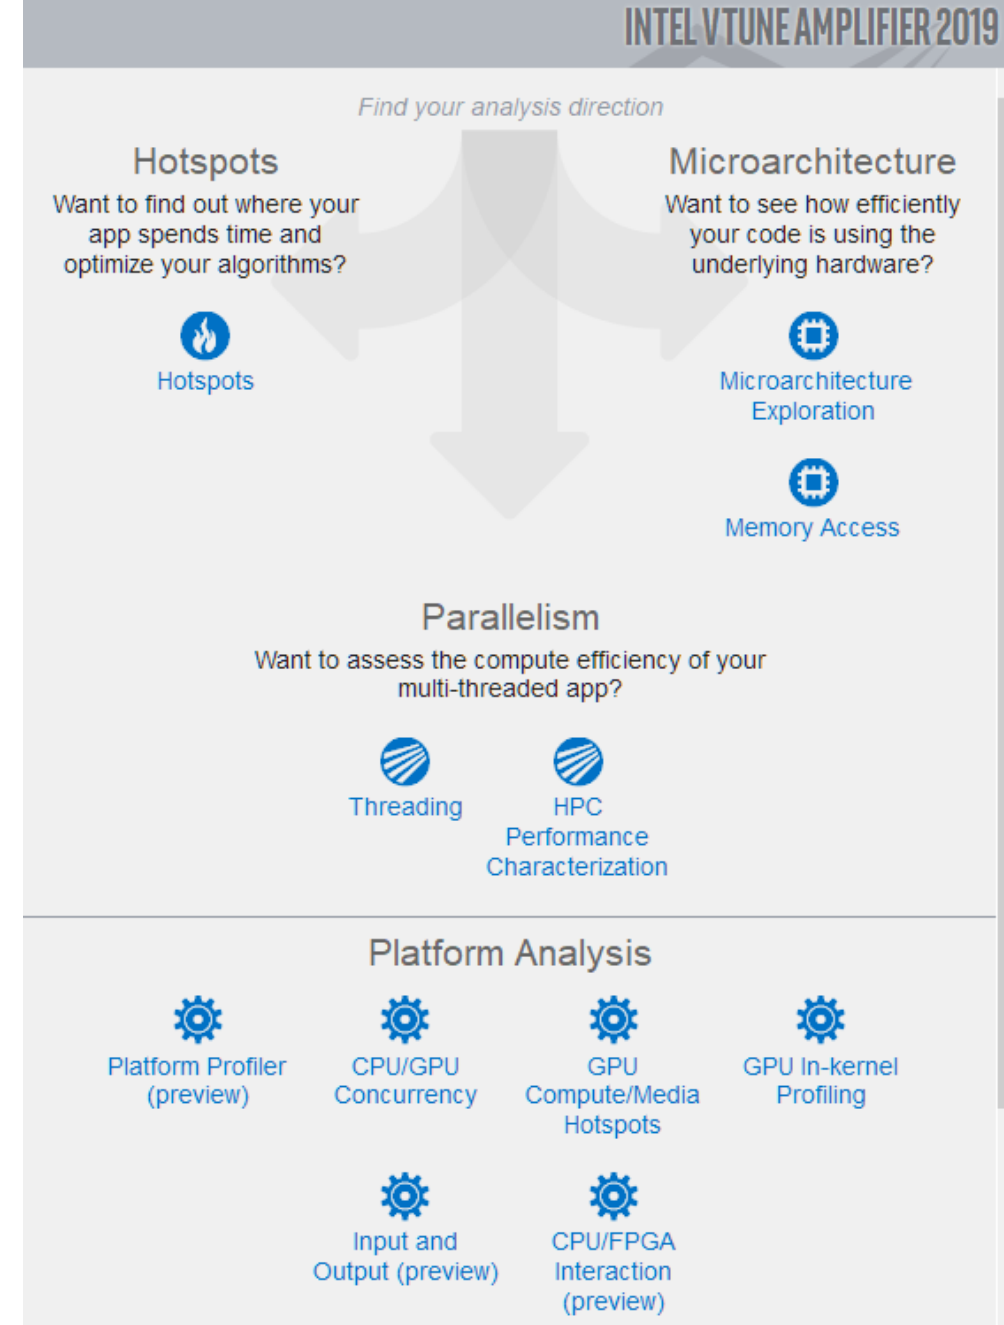 INTEL VTUNE AMPLIFIER 2019
Find your analysis direction
Hotspots
Want to find out where your
app spends time and
optimize your algorithms?
Hotspots
Microarchitecture
Want to see how efficiently
your code is using the
underlying hardware?
Microarchitecture
Exploration
Memory Access
Parallelism
Want to assess the compute efficiency of your
multi-threaded app?
Threading
HPC
Performance
Characterization
Platform Analysis
Platform Profiler
(preview)
CPU/GPU
Concurrency
GPU
Compute/Media
Hotspots
GPU In-kernel
Profiling
Input and
Output (preview)
CPU/FPGA
Interaction
(preview)